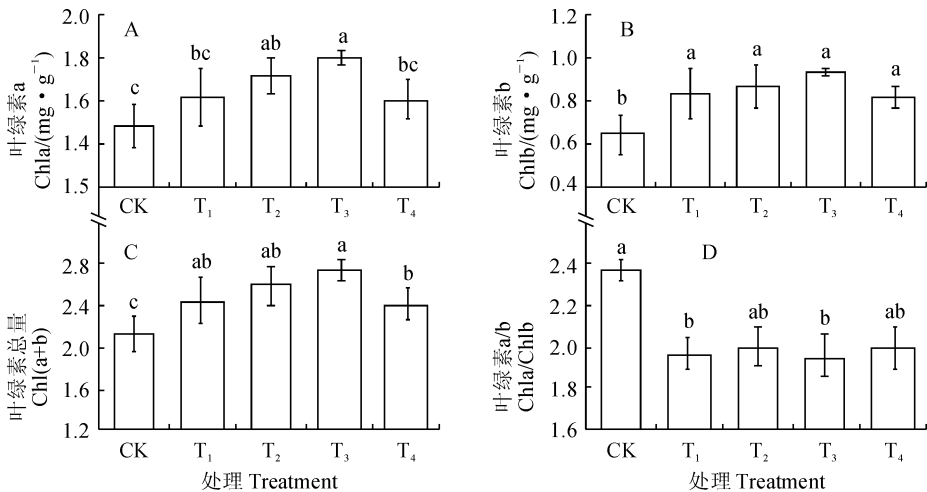 A
叶绿素a
Chla/(mg·g⁻¹)
2.0
1.8
1.6
1.4
1.5
c
bc
ab
a
bc
CK
T₁
T₂
T₃
T₄
B
叶绿素b
Chlb/(mg·g⁻¹)
1.2
1.0
0.8
0.6
0.4
b
a
a
a
a
CK
T₁
T₂
T₃
T₄
C
叶绿素总量
Chl(a+b)
2.8
2.4
2.0
1.6
1.2
c
ab
ab
a
b
CK
T₁
T₂
T₃
T₄
处理 Treatment
D
叶绿素a/b
Chla/Chlb
2.4
2.2
2.0
1.8
1.6
a
b
ab
b
ab
CK
T₁
T₂
T₃
T₄
处理 Treatment